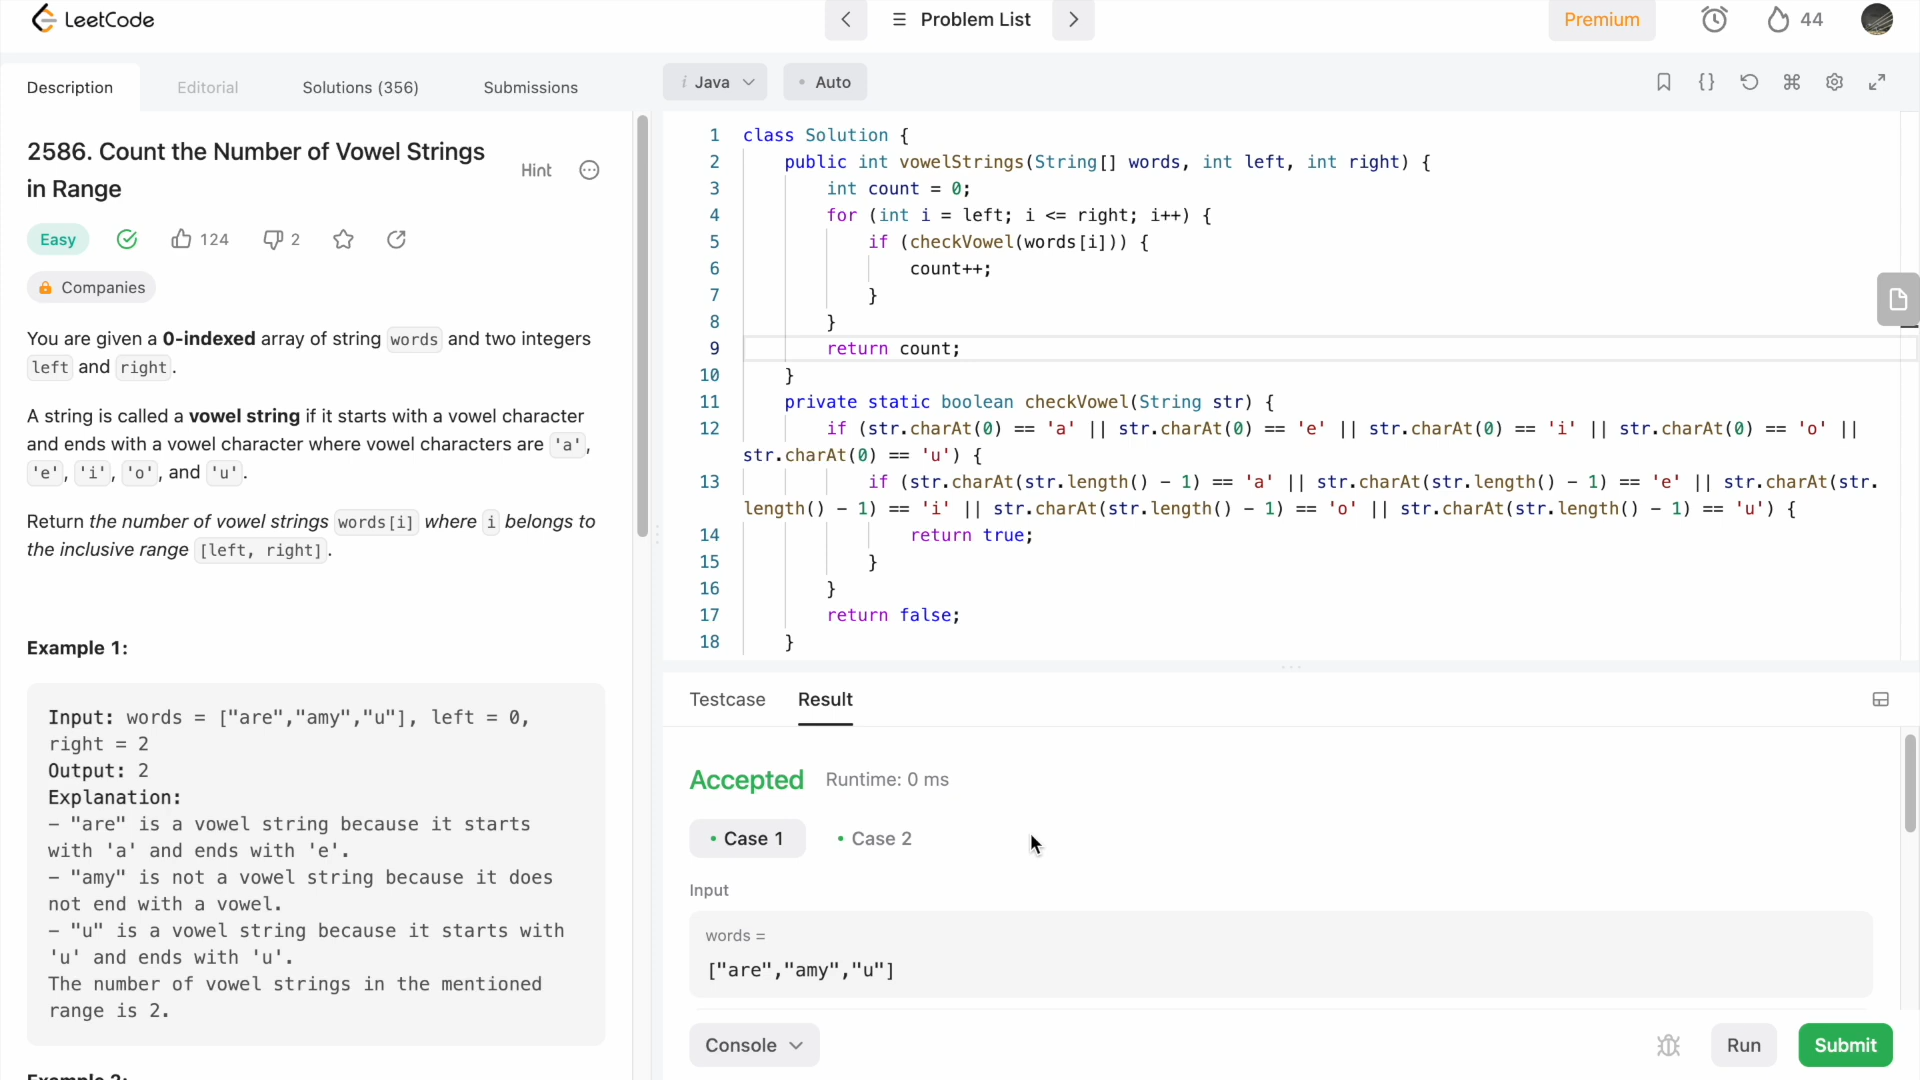 LeetCode
Problem List
Premium
44
Description
Editorial
Solutions (356)
Submissions
2586. Count the Number of Vowel Strings
in Range
Hint
Easy
124
2
Companies
You are given a 0-indexed array of string words and two integers
left and right.
A string is called a vowel string if it starts with a vowel character
and ends with a vowel character where vowel characters are 'a',
'e', 'i', 'o', and 'u'.
Return the number of vowel strings words[i] where i belongs to
the inclusive range [left, right].
Example 1:
Input: words = ["are","amy","u"], left = 0,
right = 2
Output: 2
Explanation:
- "are" is a vowel string because it starts
with 'a' and ends with 'e'.
- "amy" is not a vowel string because it does
not end with a vowel.
- "u" is a vowel string because it starts with
'u' and ends with 'u'.
The number of vowel strings in the mentioned
range is 2.
Example 2:
i Java
• Auto
1 class Solution {
2 public int vowelStrings(String[] words, int left, int right) {
3 int count = 0;
4 for (int i = left; i <= right; i++) {
5 if (checkVowel(words[i])) {
6 count++;
7 }
8 }
9 return count;
10 }
11 private static boolean checkVowel(String str) {
12 if (str.charAt(0) == 'a' || str.charAt(0) == 'e' || str.charAt(0) == 'i' || str.charAt(0) == 'o' ||
str.charAt(0) == 'u') {
13 if (str.charAt(str.length() - 1) == 'a' || str.charAt(str.length() - 1) == 'e' || str.charAt(str.
length() - 1) == 'i' || str.charAt(str.length() - 1) == 'o' || str.charAt(str.length() - 1) == 'u') {
14 return true;
15 }
16 }
17 return false;
18 }
Testcase
Result
Accepted
Runtime: 0 ms
• Case 1
• Case 2
Input
words =
["are","amy","u"]
Console
Run
Submit